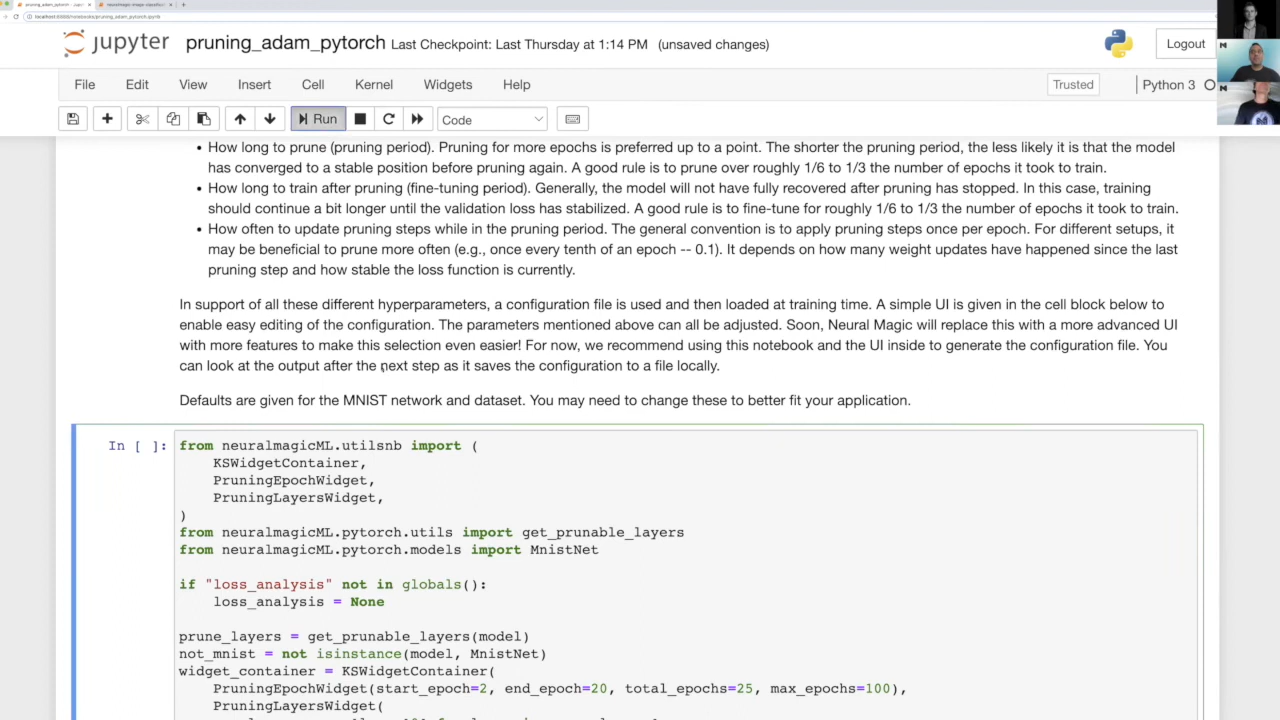 pruning_adam_pytorch - Jupyt
neuralmagic-image-classificati
localhost:8888/notebooks/pruning_adam_pytorch.ipynb
jupyter pruning_adam_pytorch Last Checkpoint: Last Thursday at 1:14 PM (unsaved changes)
Logout
File Edit View Insert Cell Kernel Widgets Help
Trusted
Python 3
Run
Code
• How long to prune (pruning period). Pruning for more epochs is preferred up to a point. The shorter the pruning period, the less likely it is that the model
has converged to a stable position before pruning again. A good rule is to prune over roughly 1/6 to 1/3 the number of epochs it took to train.
• How long to train after pruning (fine-tuning period). Generally, the model will not have fully recovered after pruning has stopped. In this case, training
should continue a bit longer until the validation loss has stabilized. A good rule is to fine-tune for roughly 1/6 to 1/3 the number of epochs it took to train.
• How often to update pruning steps while in the pruning period. The general convention is to apply pruning steps once per epoch. For different setups, it
may be beneficial to prune more often (e.g., once every tenth of an epoch -- 0.1). It depends on how many weight updates have happened since the last
pruning step and how stable the loss function is currently.
In support of all these different hyperparameters, a configuration file is used and then loaded at training time. A simple UI is given in the cell block below to
enable easy editing of the configuration. The parameters mentioned above can all be adjusted. Soon, Neural Magic will replace this with a more advanced UI
with more features to make this selection even easier! For now, we recommend using this notebook and the UI inside to generate the configuration file. You
can look at the output after the next step as it saves the configuration to a file locally.
Defaults are given for the MNIST network and dataset. You may need to change these to better fit your application.
In [ ]: from neuralmagicML.utilsnb import (
KSWidgetContainer,
PruningEpochWidget,
PruningLayersWidget,
)
from neuralmagicML.pytorch.utils import get_prunable_layers
from neuralmagicML.pytorch.models import MnistNet
if "loss_analysis" not in globals():
loss_analysis = None
prune_layers = get_prunable_layers(model)
not_mnist = not isinstance(model, MnistNet)
widget_container = KSWidgetContainer(
PruningEpochWidget(start_epoch=2, end_epoch=20, total_epochs=25, max_epochs=100),
PruningLayersWidget(